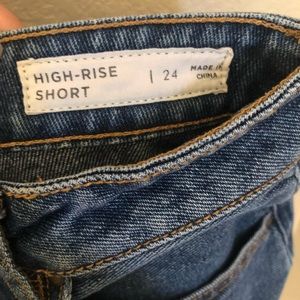 HIGH-RISE
SHORT
| 24
MADE IN
CHINA